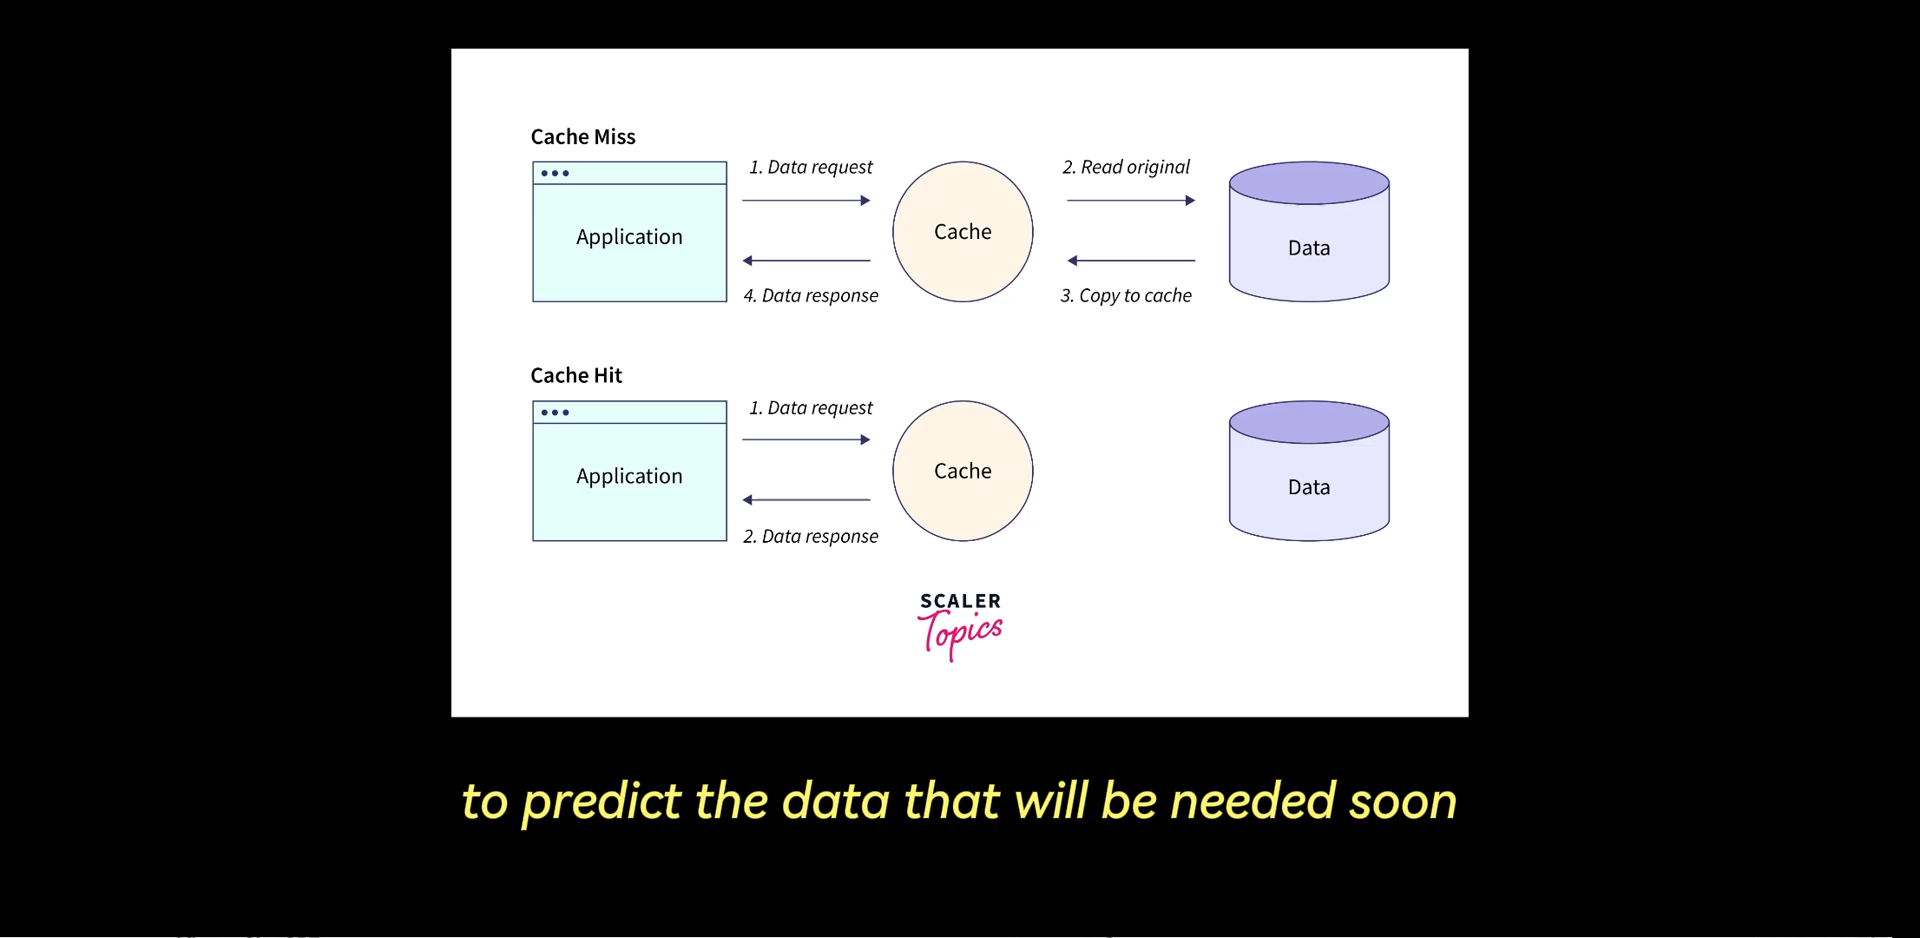 Cache Miss
1. Data request
2. Read original
Application
Cache
Data
4. Data response
3. Copy to cache
Cache Hit
1. Data request
Application
Cache
Data
2. Data response
SCALER
Topics
to predict the data that will be needed soon